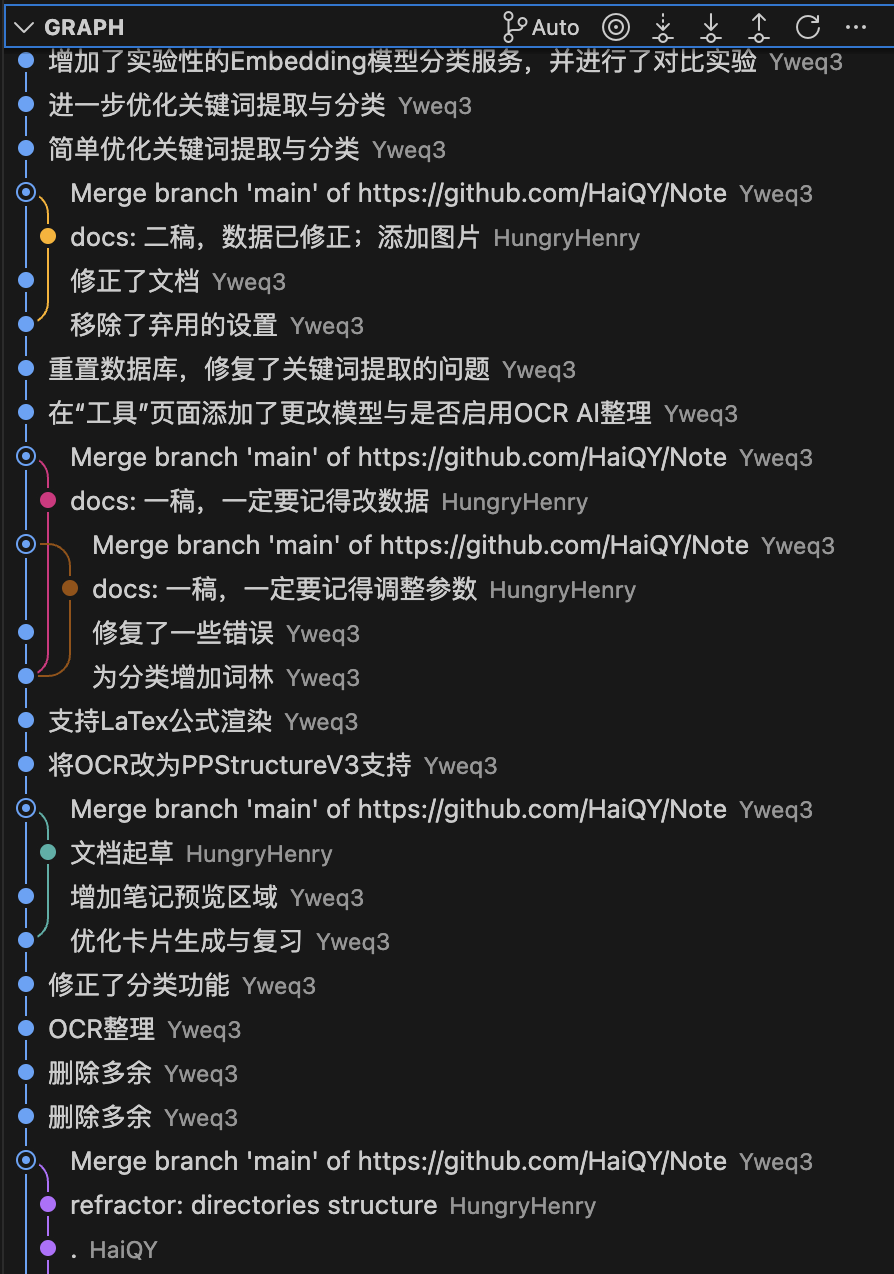 GRAPH Auto
增加了实验性的Embedding模型分类服务，并进行了对比实验 Yweq3
进一步优化关键词提取与分类 Yweq3
简单优化关键词提取与分类 Yweq3
Merge branch 'main' of https://github.com/HaiQY/Note Yweq3
docs: 二稿，数据已修正；添加图片 HungryHenry
修正了文档 Yweq3
移除了弃用的设置 Yweq3
重置数据库，修复了关键词提取的问题 Yweq3
在“工具”页面添加了更改模型与是否启用OCR AI整理 Yweq3
Merge branch 'main' of https://github.com/HaiQY/Note Yweq3
docs: 一稿，一定要记得改数据 HungryHenry
Merge branch 'main' of https://github.com/HaiQY/Note Yweq3
docs: 一稿，一定要记得调整参数 HungryHenry
修复了一些错误 Yweq3
为分类增加词林 Yweq3
支持LaTex公式渲染 Yweq3
将OCR改为PPStructureV3支持 Yweq3
Merge branch 'main' of https://github.com/HaiQY/Note Yweq3
文档起草 HungryHenry
增加笔记预览区域 Yweq3
优化卡片生成与复习 Yweq3
修正了分类功能 Yweq3
OCR整理 Yweq3
删除多余 Yweq3
删除多余 Yweq3
Merge branch 'main' of https://github.com/HaiQY/Note Yweq3
refractor: directories structure HungryHenry
. HaiQY